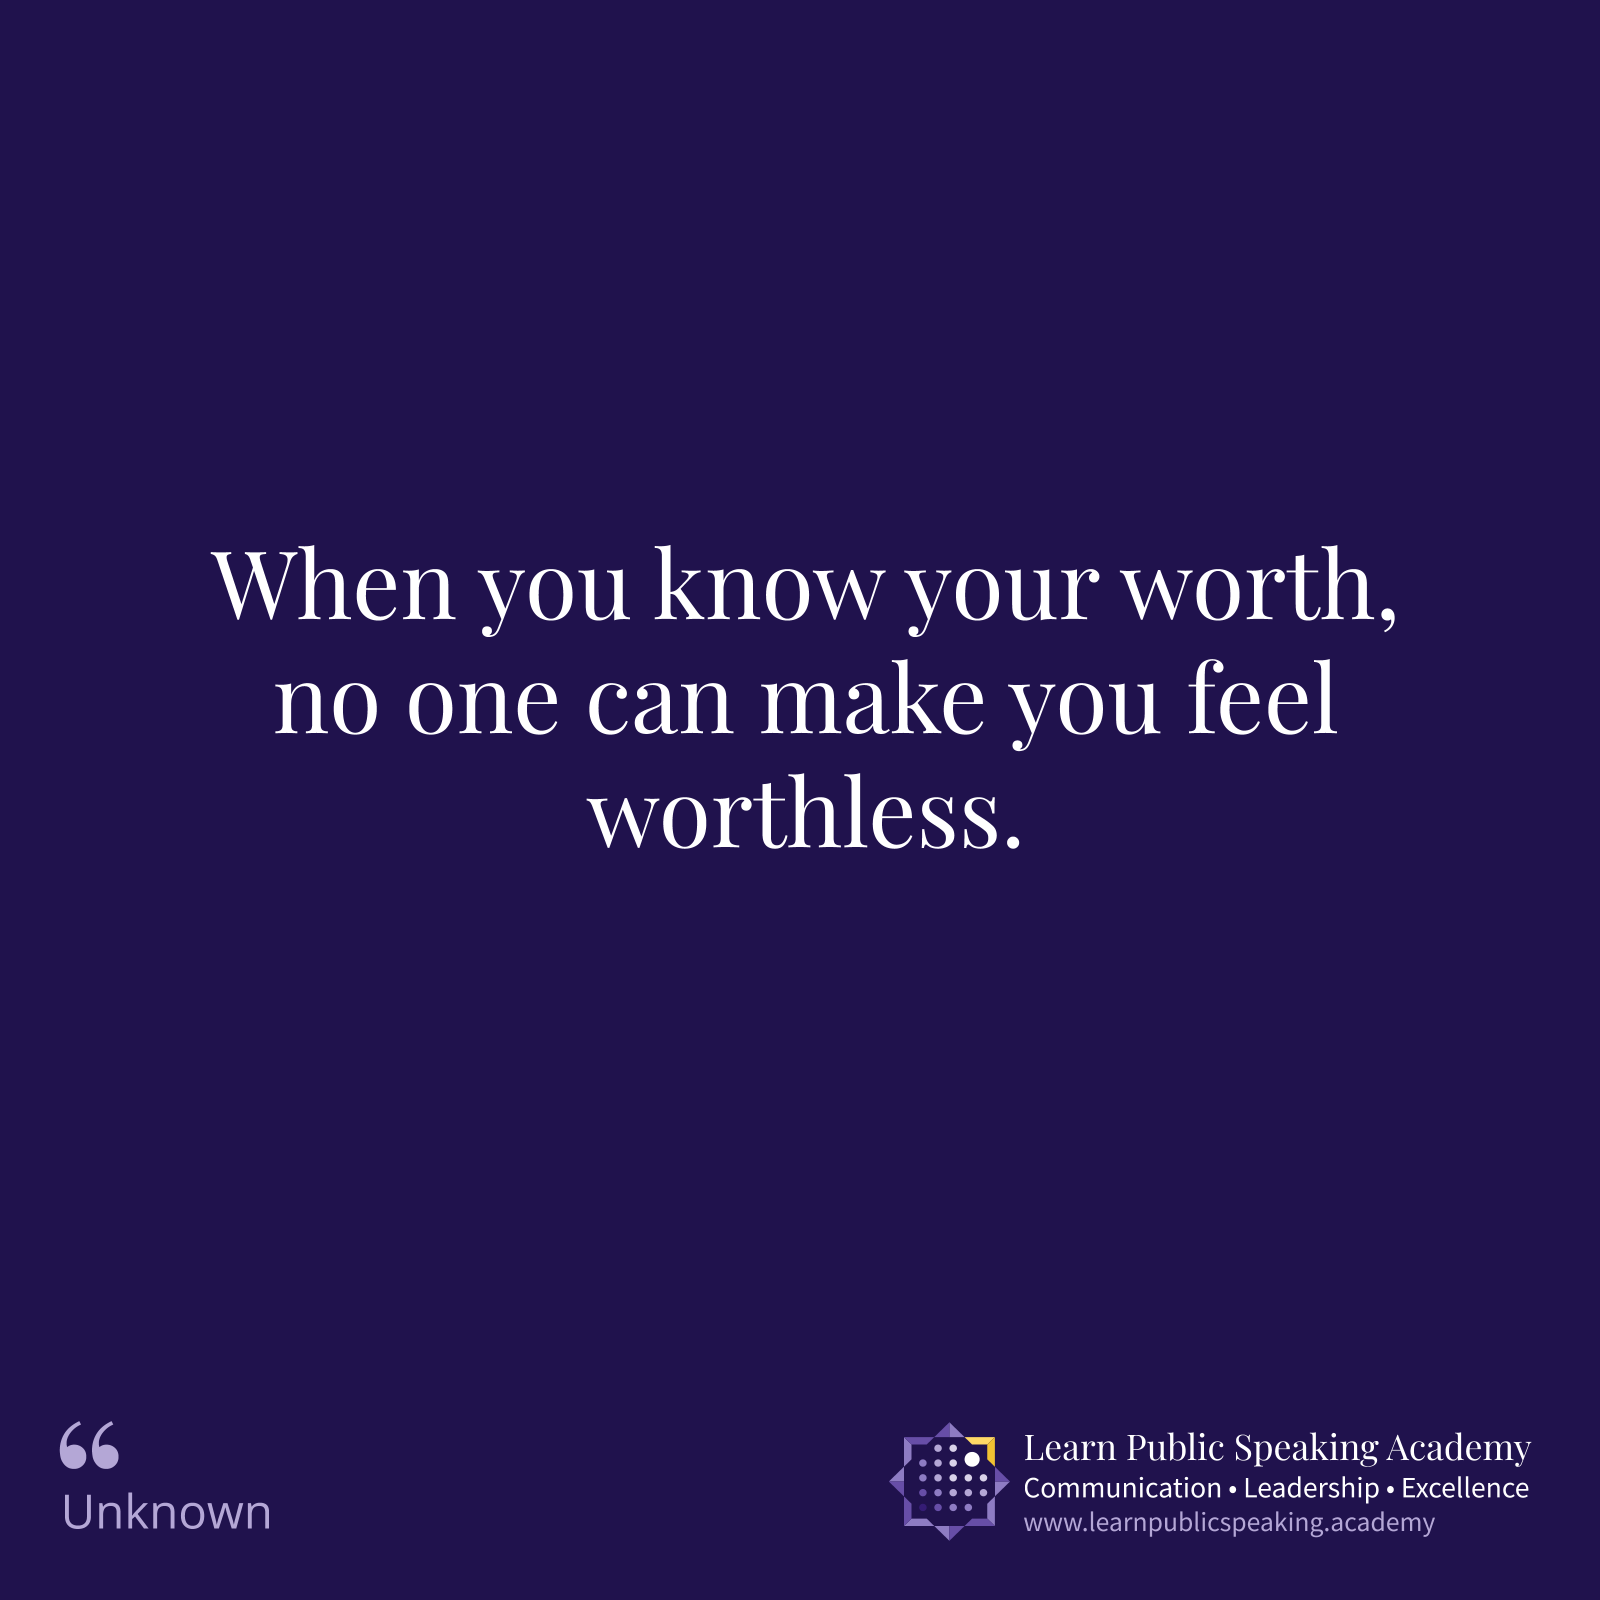 When you know your worth,
no one can make you feel
worthless.
“
Unknown
Learn Public Speaking Academy
Communication • Leadership • Excellence
www.learnpublicspeaking.academy